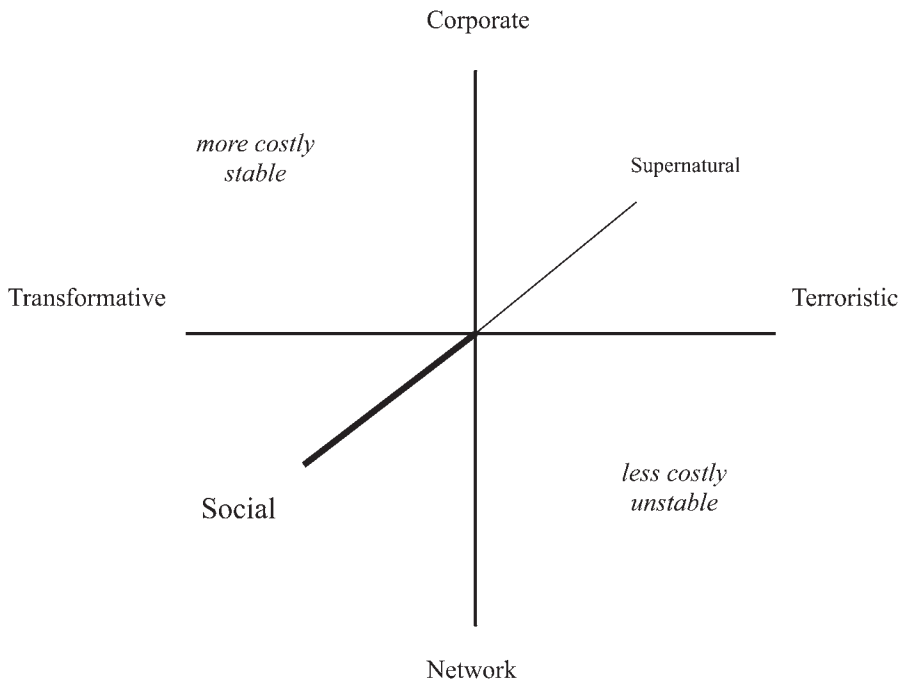 Corporate
more costly
stable
Supernatural
Transformative
Terroristic
less costly
unstable
Social
Network